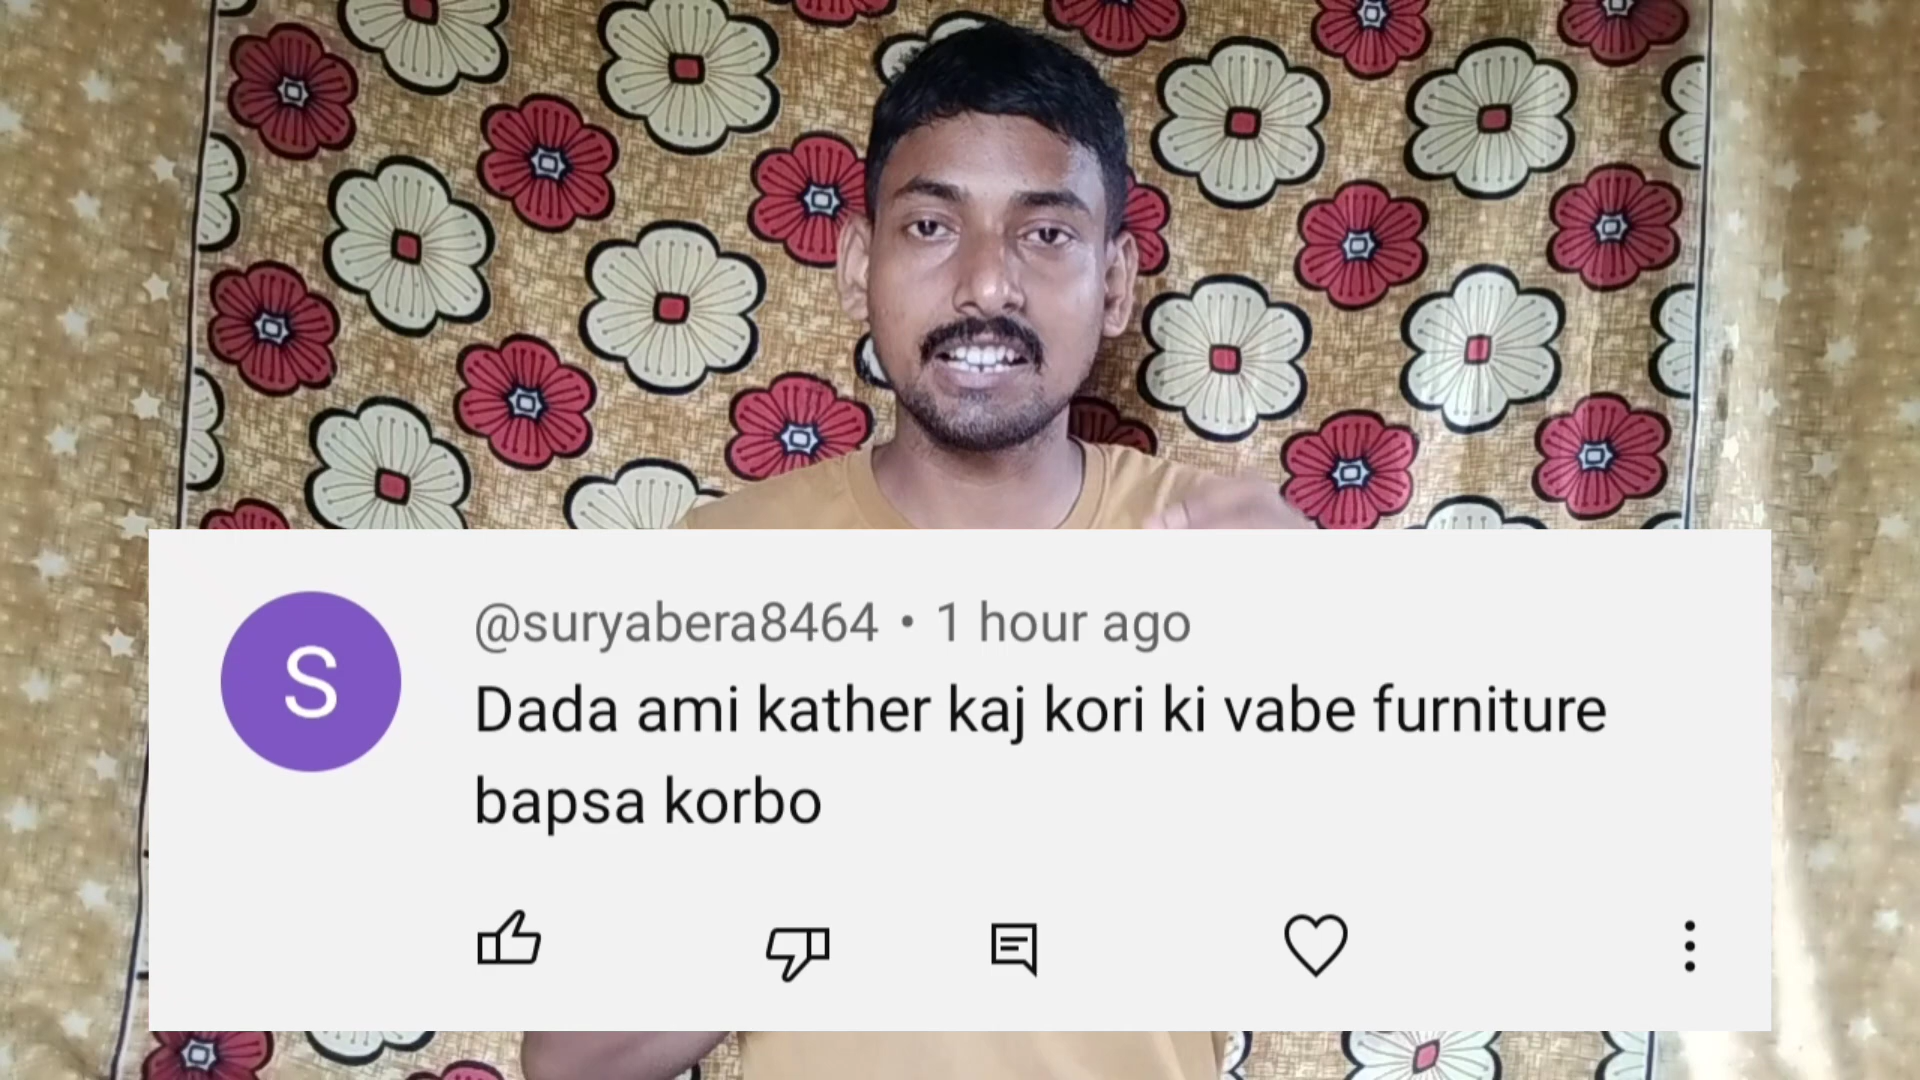 S
@suryabera8464 • 1 hour ago
Dada ami kather kaj kori ki vabe furniture
bapsa korbo